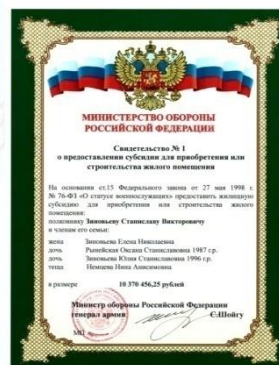 МИНИСТЕРСТВО ОБОРОНЫ
РОССИЙСКОЙ ФЕДЕРАЦИИ
Свидетельство № 1
о предоставлении субсидии для приобретения или
строительства жилого помещения
На основании ст.15 Федерального закона от 27 мая 1998 г.
№ 76-ФЗ «О статусе военнослужащих» предоставить жилищную
субсидию для приобретения или строительства жилого
помещения:
полковнику Зиновьеву Станиславу Викторовичу
и членам его семьи:
жена Зиновьева Елена Николаевна
дочь Рынейская Оксана Станиславовна 1987 г.р.
дочь Зиновьева Юлия Станиславовна 1996 г.р.
теща Немцева Нина Анисимовна
в размере 10 370 456,25 рублей
Министр обороны Российской Федерации
генерал армии С.Шойгу
МП